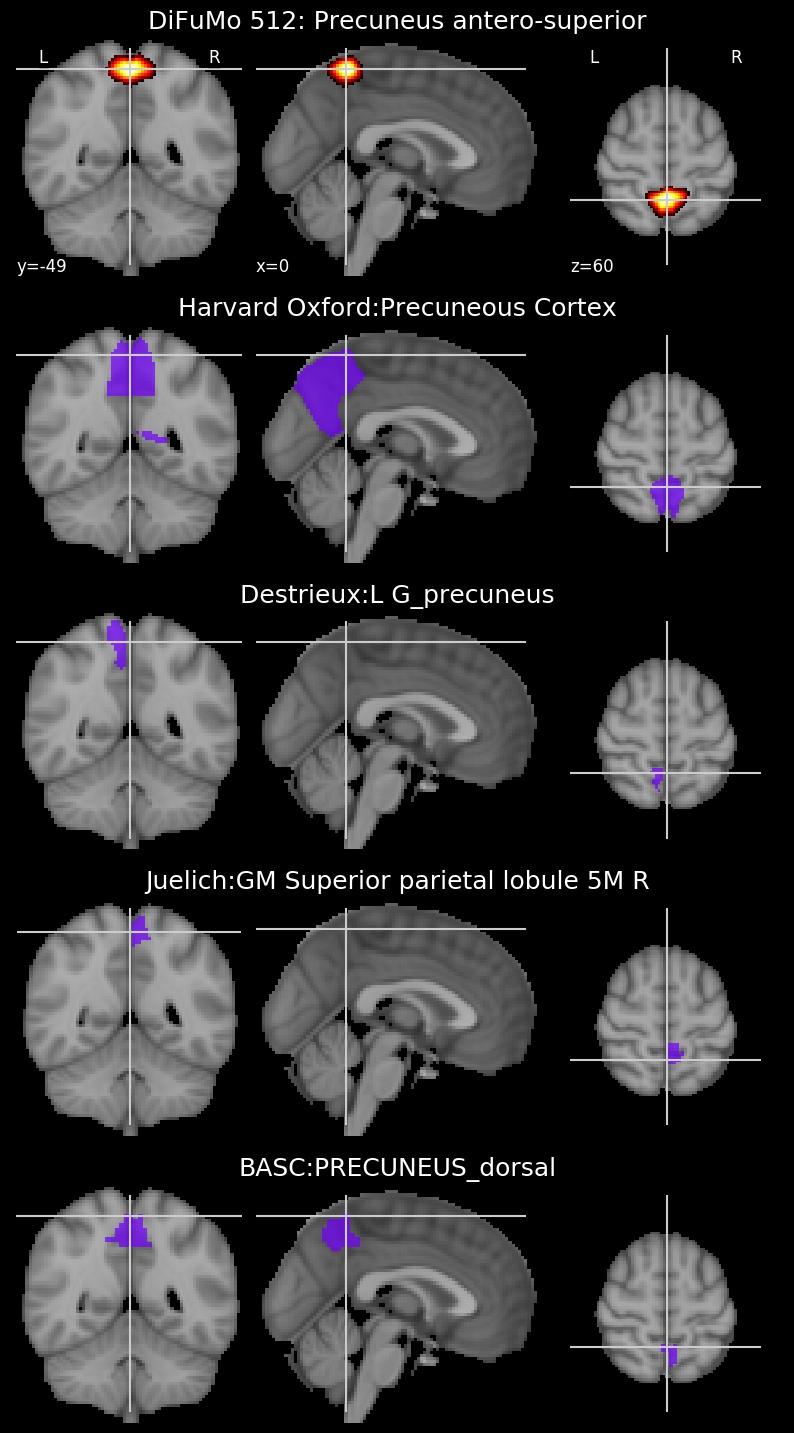 DiFuMo 512: Precuneus antero-superior
L R L R
y=-49 x=0 z=60
Harvard Oxford:Precuneous Cortex
Destrieux:L G_precuneus
Juelich:GM Superior parietal lobule 5M R
BASC:PRECUNEUS_dorsal